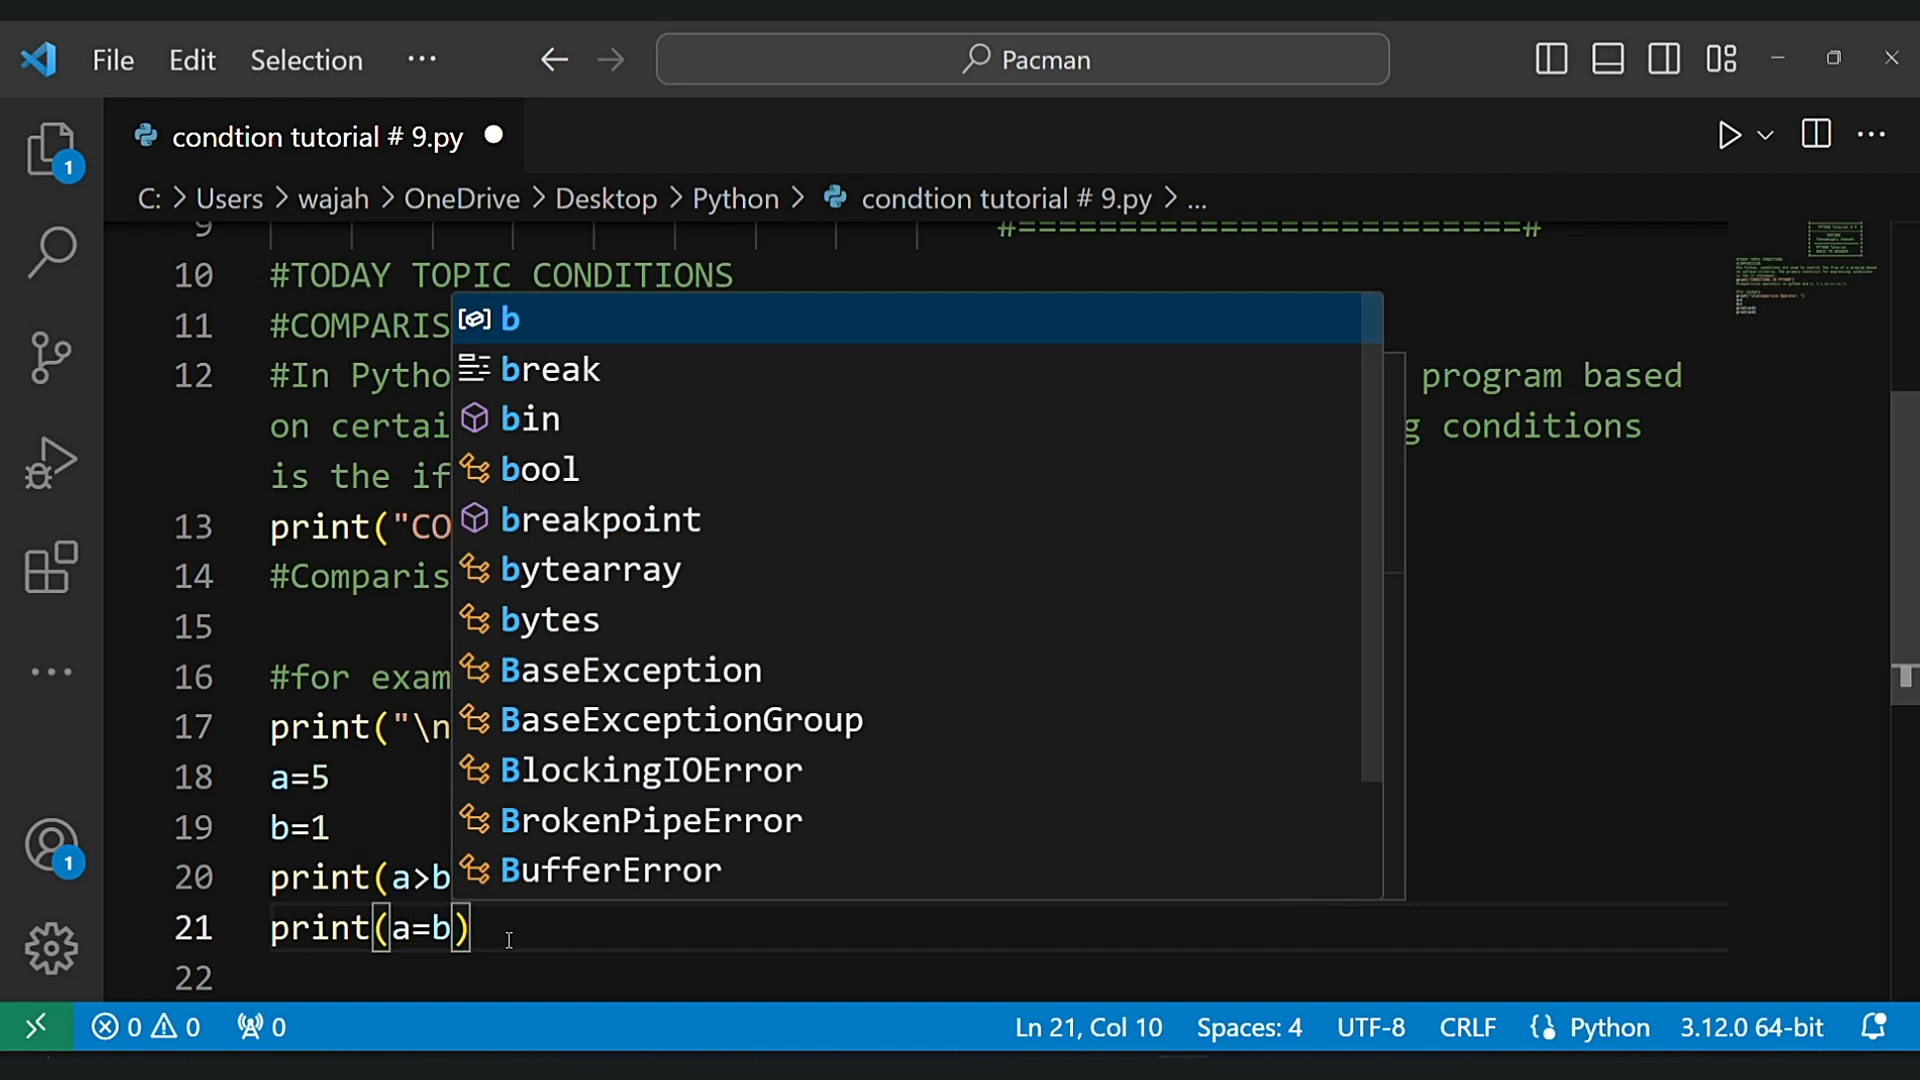 File Edit Selection ... Pacman
condtion tutorial # 9.py
C: > Users > wajah > OneDrive > Desktop > Python > condtion tutorial # 9.py > ...
9 #=========================#
10 #TODAY TOPIC CONDITIONS
11 #COMPARIS
b
12 #In Pytho program based
break
on certai g conditions
bin
is the if
bool
13 print("CO
breakpoint
14 #Comparis
bytearray
15
bytes
16 #for exam
BaseException
17 print("\n
BaseExceptionGroup
18 a=5
BlockingIOError
19 b=1
BrokenPipeError
20 print(a>b
BufferError
21 print(a=b)
22
1
1
0 0 0 Ln 21, Col 10 Spaces: 4 UTF-8 CRLF Python 3.12.0 64-bit